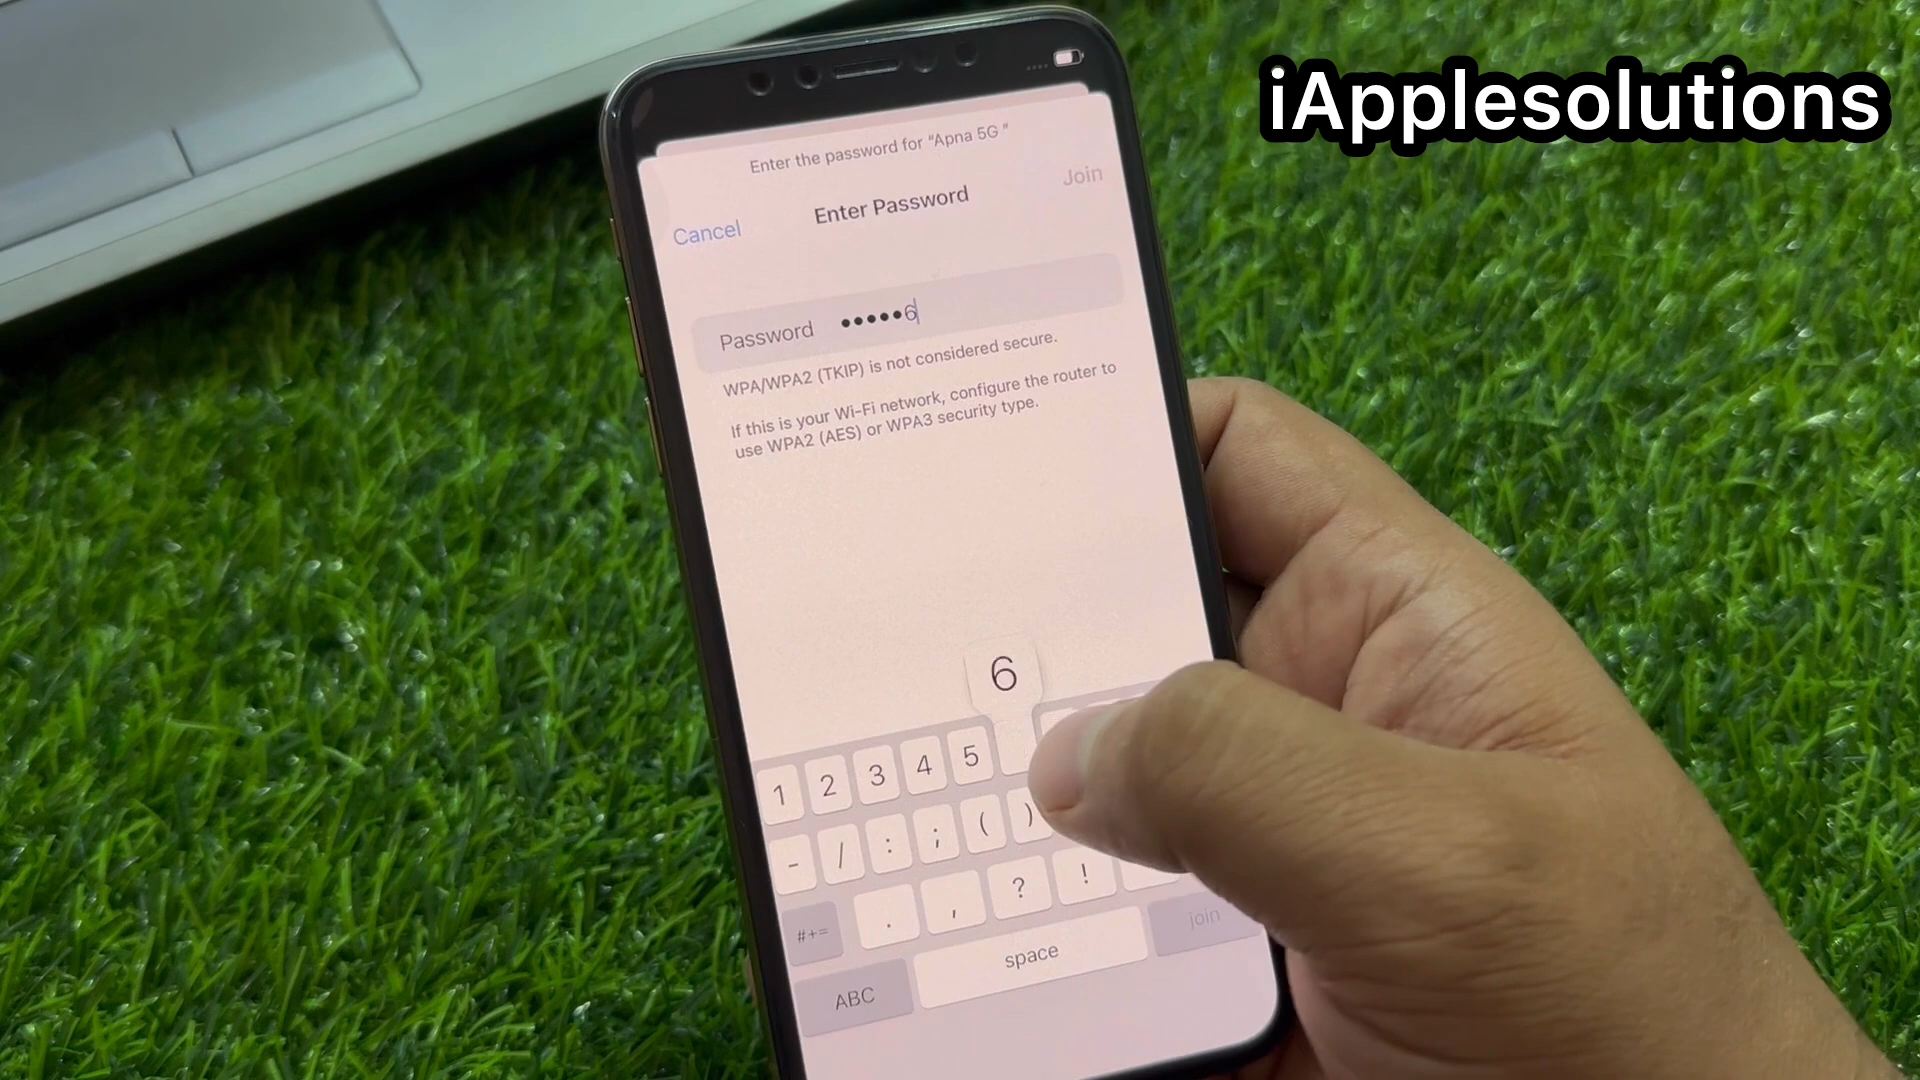 iApplesolutions
Enter the password for “Apna 5G ”
Cancel
Enter Password
Join
Password •••••6
WPA/WPA2 (TKIP) is not considered secure.
If this is your Wi-Fi network, configure the router to
use WPA2 (AES) or WPA3 security type.
6
1 2 3 4 5
- / : ; ( )
#+= . , ? !
ABC space join